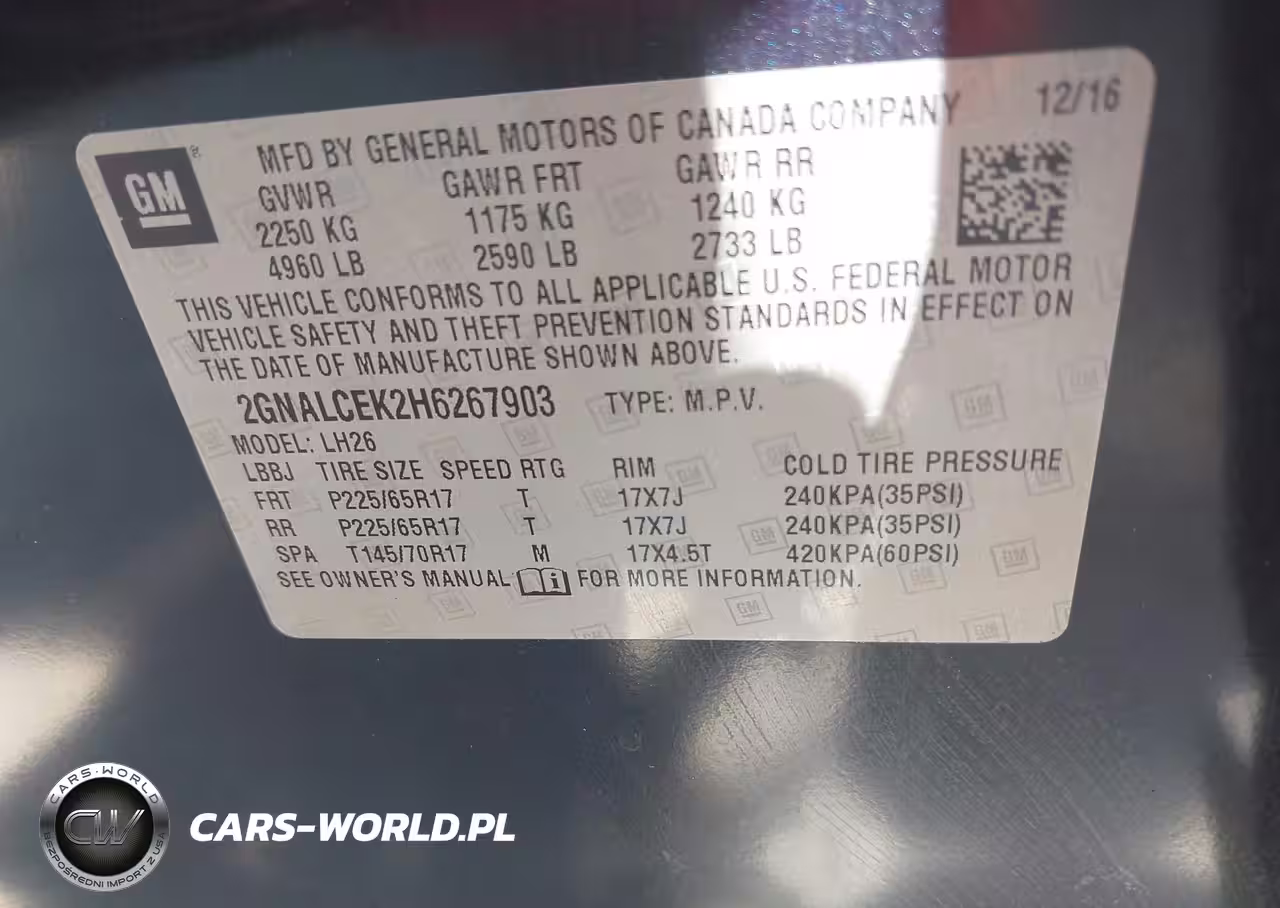 12/16
MFD BY GENERAL MOTORS OF CANADA COMPANY
GM®
GVWR GAWR FRT GAWR RR
2250 KG 1175 KG 1240 KG
4960 LB 2590 LB 2733 LB
THIS VEHICLE CONFORMS TO ALL APPLICABLE U.S. FEDERAL MOTOR
VEHICLE SAFETY AND THEFT PREVENTION STANDARDS IN EFFECT ON
THE DATE OF MANUFACTURE SHOWN ABOVE.
2GNALCEK2H6267903 TYPE: M.P.V.
MODEL: LH26
LBBJ TIRE SIZE SPEED RTG RIM COLD TIRE PRESSURE
FRT P225/65R17 T 17X7J 240KPA(35PSI)
RR P225/65R17 T 17X7J 240KPA(35PSI)
SPA T145/70R17 M 17X4.5T 420KPA(60PSI)
SEE OWNER'S MANUAL FOR MORE INFORMATION.
CARS-WORLD
CW
BEZPOŚREDNI IMPORT Z USA
CARS-WORLD.PL